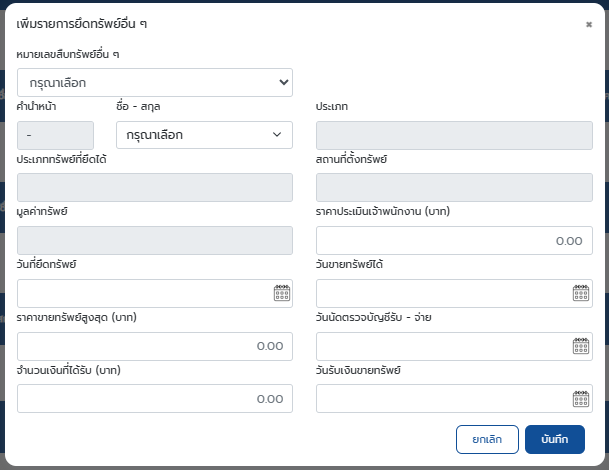 เพิ่มรายการยึดทรัพย์อื่น ๆ
×
หมายเลขสืบทรัพย์อื่น ๆ
กรุณาเลือก
คำนำหน้า ชื่อ - สกุล ประเภท
- กรุณาเลือก
ประเภททรัพย์ที่ยึดได้ สถานที่ตั้งทรัพย์
มูลค่าทรัพย์ ราคาประเมินเจ้าพนักงาน (บาท)
0.00
วันที่ยึดทรัพย์ วันขายทรัพย์ได้
ราคาขายทรัพย์สูงสุด (บาท) วันนัดตรวจบัญชีรับ - จ่าย
0.00
จำนวนเงินที่ได้รับ (บาท) วันรับเงินขายทรัพย์
0.00
ยกเลิก บันทึก